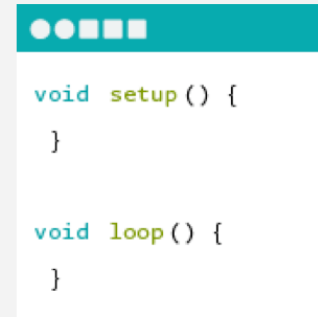 void setup() {
}
void loop() {
}